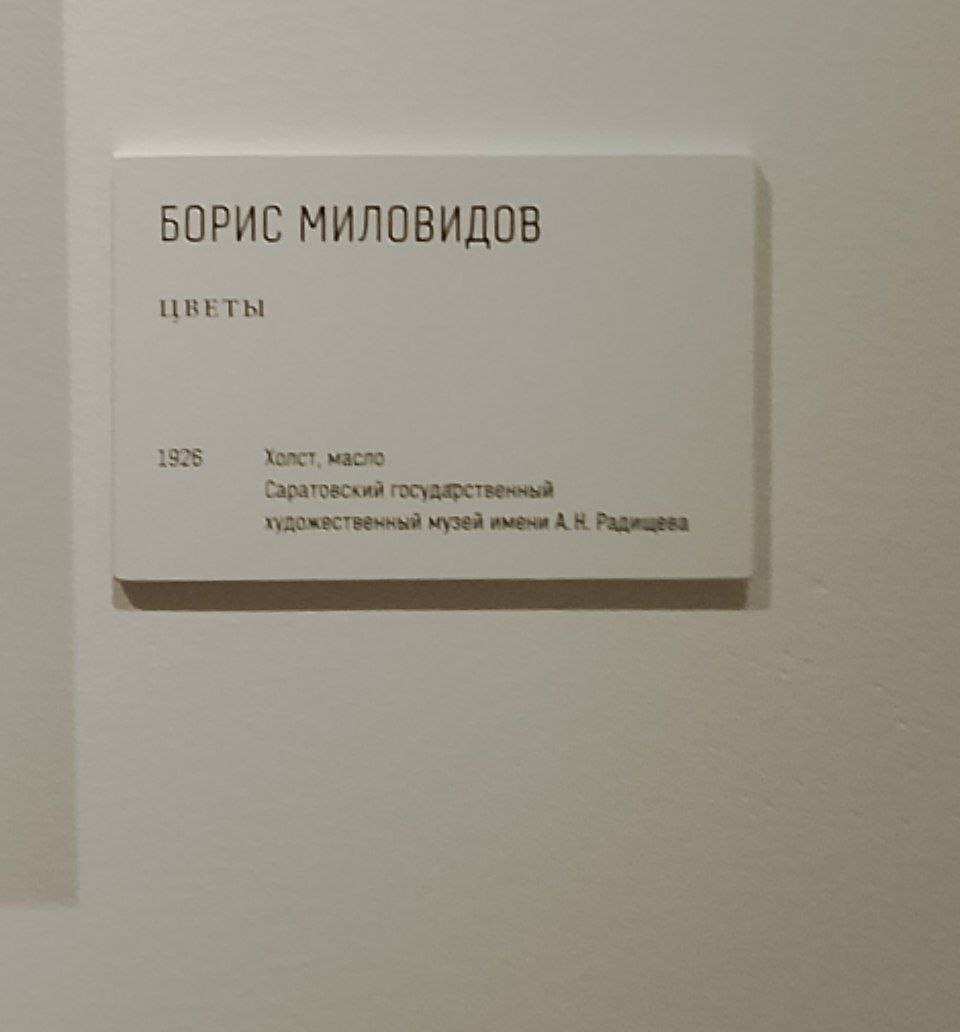 БОРИС МИЛОВИДОВ
ЦВЕТЫ
1926 Холст, масло
Саратовский государственный
художественный музей имени А. Н. Радищева